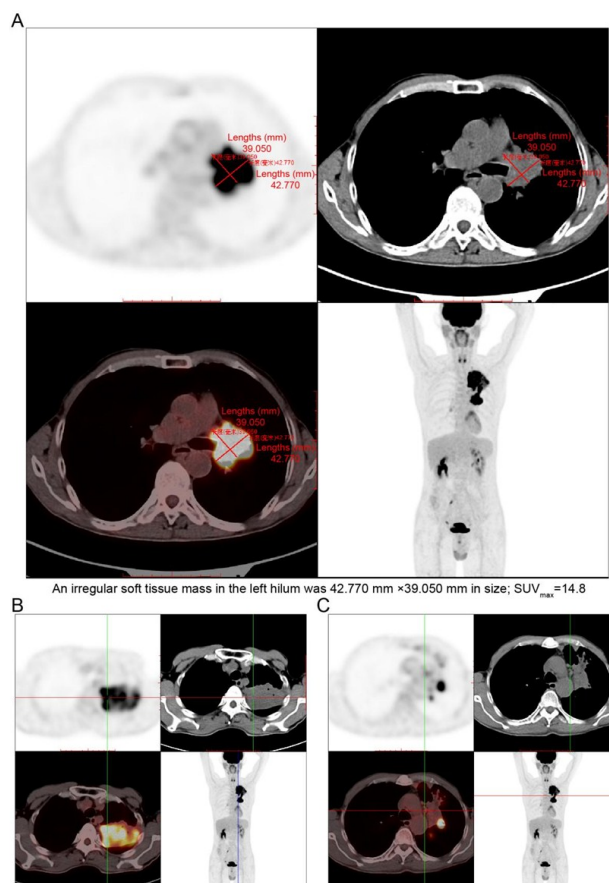 A
Lengths (mm)
39.050
Lengths (mm)
42.770
Lengths (mm)
39.050
Lengths (mm)
42.770
Lengths (mm)
39.050
Lengths (mm)
42.770
An irregular soft tissue mass in the left hilum was 42.770 mm ×39.050 mm in size; SUVmax=14.8
B
C